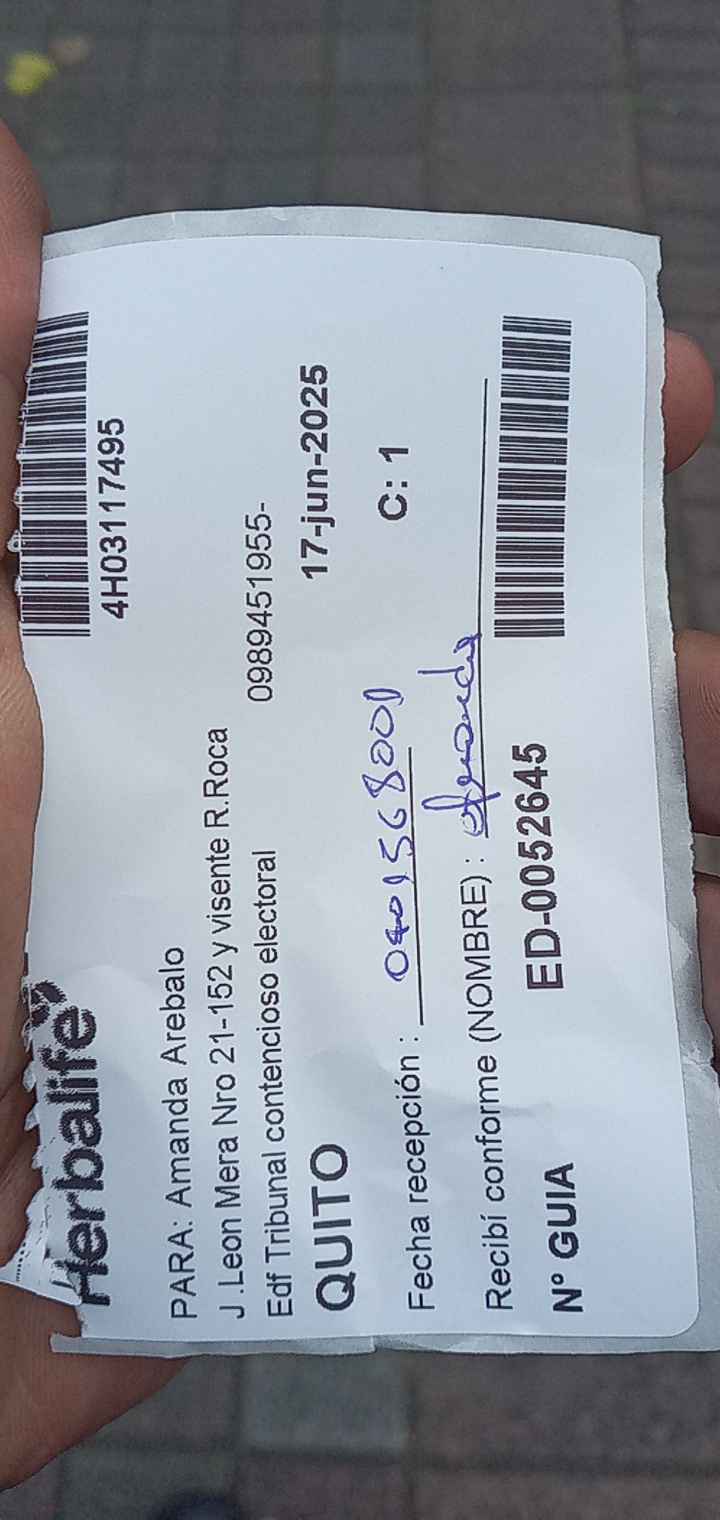 Herbalife
4H03117495
PARA: Amanda Arebalo
J .Leon Mera Nro 21-152 y visente R.Roca
Edf Tribunal contencioso electoral 0989451955-
QUITO 17-jun-2025
Fecha recepción : C: 1
Recibí conforme (NOMBRE) :
Nº GUIA ED-0052645